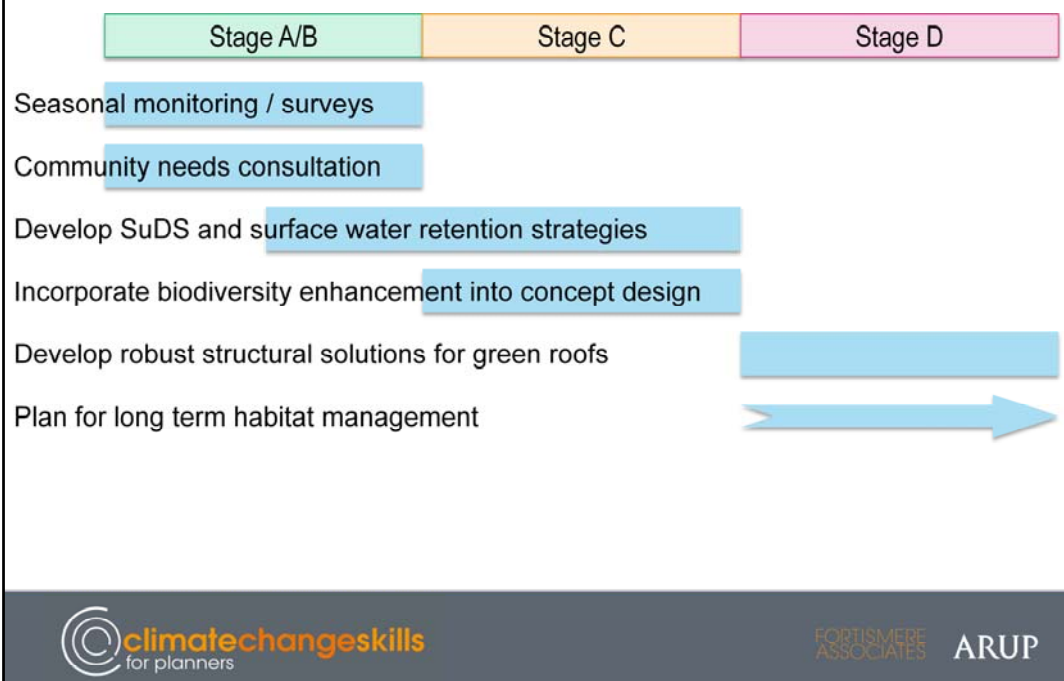 Stage A/B Stage C Stage D
Seasonal monitoring / surveys
Community needs consultation
Develop SuDS and surface water retention strategies
Incorporate biodiversity enhancement into concept design
Develop robust structural solutions for green roofs
Plan for long term habitat management
climatechangeskills
for planners
FORTISMERE
ASSOCIATES
ARUP